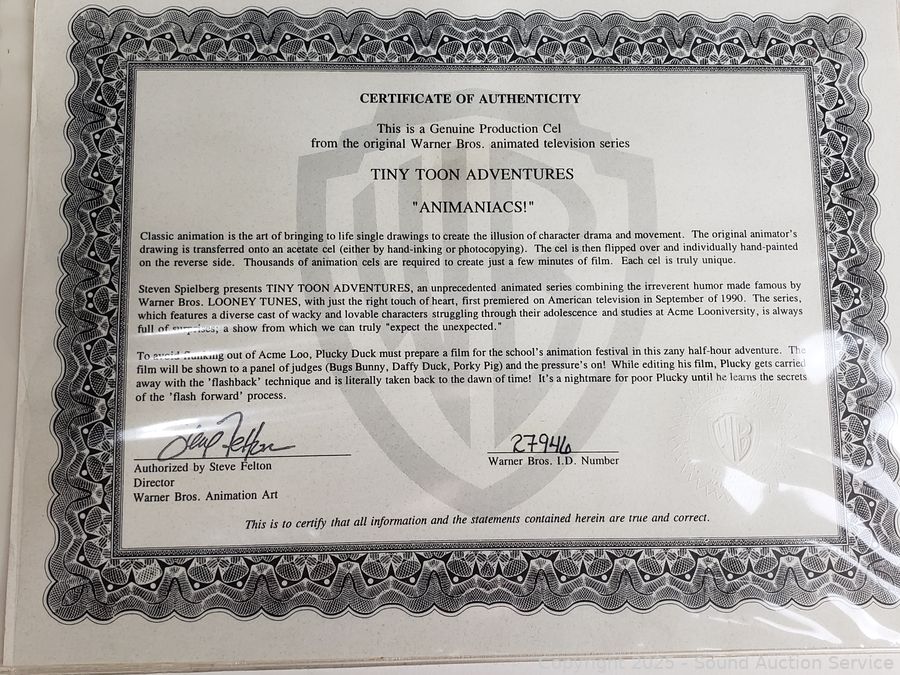 CERTIFICATE OF AUTHENTICITY
This is a Genuine Production Cel
from the original Warner Bros. animated television series
TINY TOON ADVENTURES
"ANIMANIACS!"
Classic animation is the art of bringing to life single drawings to create the illusion of character drama and movement. The original animator's
drawing is transferred onto an acetate cel (either by hand-inking or photocopying). The cel is then flipped over and individually hand-painted
on the reverse side. Thousands of animation cels are required to create just a few minutes of film. Each cel is truly unique.
Steven Spielberg presents TINY TOON ADVENTURES, an unprecedented animated series combining the irreverent humor made famous by
Warner Bros. LOONEY TUNES, with just the right touch of heart, first premiered on American television in September of 1990. The series,
which features a diverse cast of wacky and lovable characters struggling through their adolescence and studies at Acme Looniversity, is always
full of surprises; a show from which we can truly "expect the unexpected."
To avoid flunking out of Acme Loo, Plucky Duck must prepare a film for the school's animation festival in this zany half-hour adventure. The
film will be shown to a panel of judges (Bugs Bunny, Daffy Duck, Porky Pig) and the pressure's on! While editing his film, Plucky gets carried
away with the 'flashback' technique and is literally taken back to the dawn of time! It's a nightmare for poor Plucky until he learns the secrets
of the 'flash forward' process.
Steve Felton 27946
Authorized by Steve Felton Warner Bros. I.D. Number
Director
Warner Bros. Animation Art
This is to certify that all information and the statements contained herein are true and correct.
WB
Copyright 2025 - Sound Auction Service